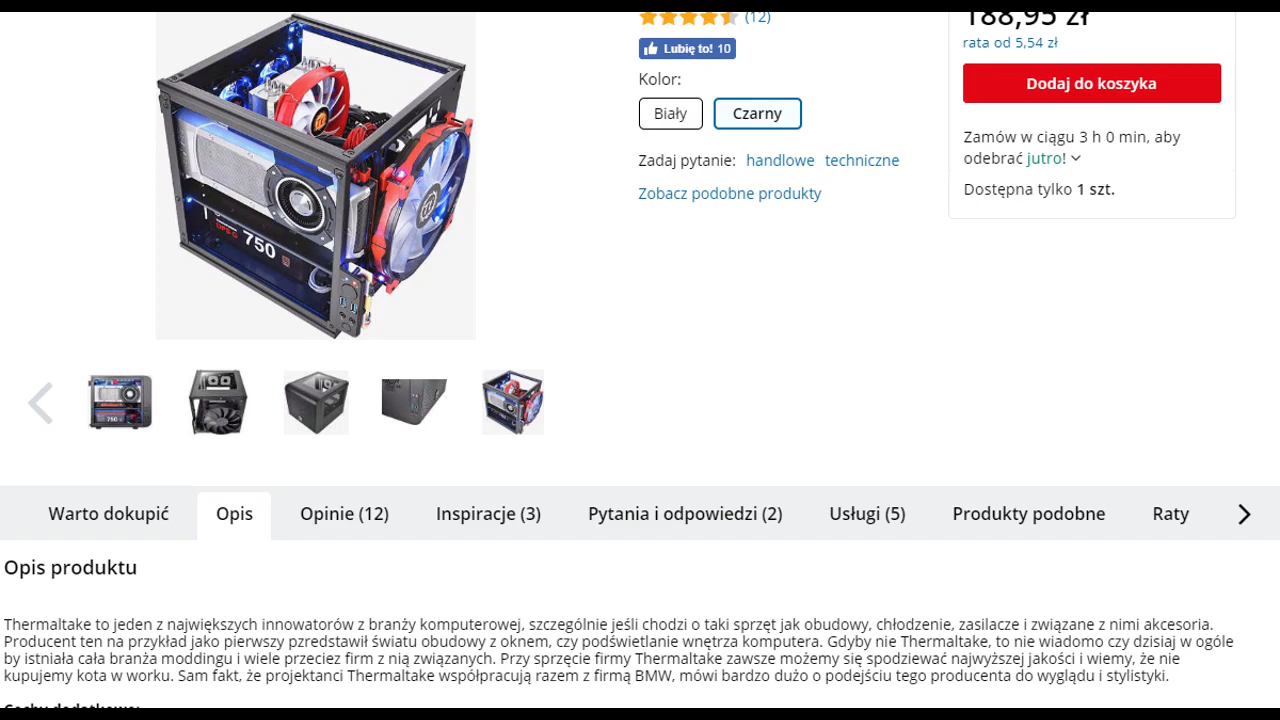 (12)
188,95 zł
rata od 5,54 zł
Lubię to! 10
Dodaj do koszyka
Kolor:
Biały
Czarny
Zamów w ciągu 3 h 0 min, aby
odebrać jutro!
Zadaj pytanie: handlowe techniczne
Dostępna tylko 1 szt.
Zobacz podobne produkty
DPS G 750
750
Warto dokupić
Opis
Opinie (12)
Inspiracje (3)
Pytania i odpowiedzi (2)
Usługi (5)
Produkty podobne
Raty
Opis produktu
Thermaltake to jeden z największych innowatorów z branży komputerowej, szczególnie jeśli chodzi o taki sprzęt jak obudowy, chłodzenie, zasilacze i związane z nimi akcesoria.
Producent ten na przykład jako pierwszy pzredstawił światu obudowy z oknem, czy podświetlanie wnętrza komputera. Gdyby nie Thermaltake, to nie wiadomo czy dzisiaj w ogóle
by istniała cała branża moddingu i wiele przeciez firm z nią związanych. Przy sprzęcie firmy Thermaltake zawsze możemy się spodziewać najwyższej jakości i wiemy, że nie
kupujemy kota w worku. Sam fakt, że projektanci Thermaltake współpracują razem z firmą BMW, mówi bardzo dużo o podejściu tego producenta do wyglądu i stylistyki.
Cechy dodatkowe: